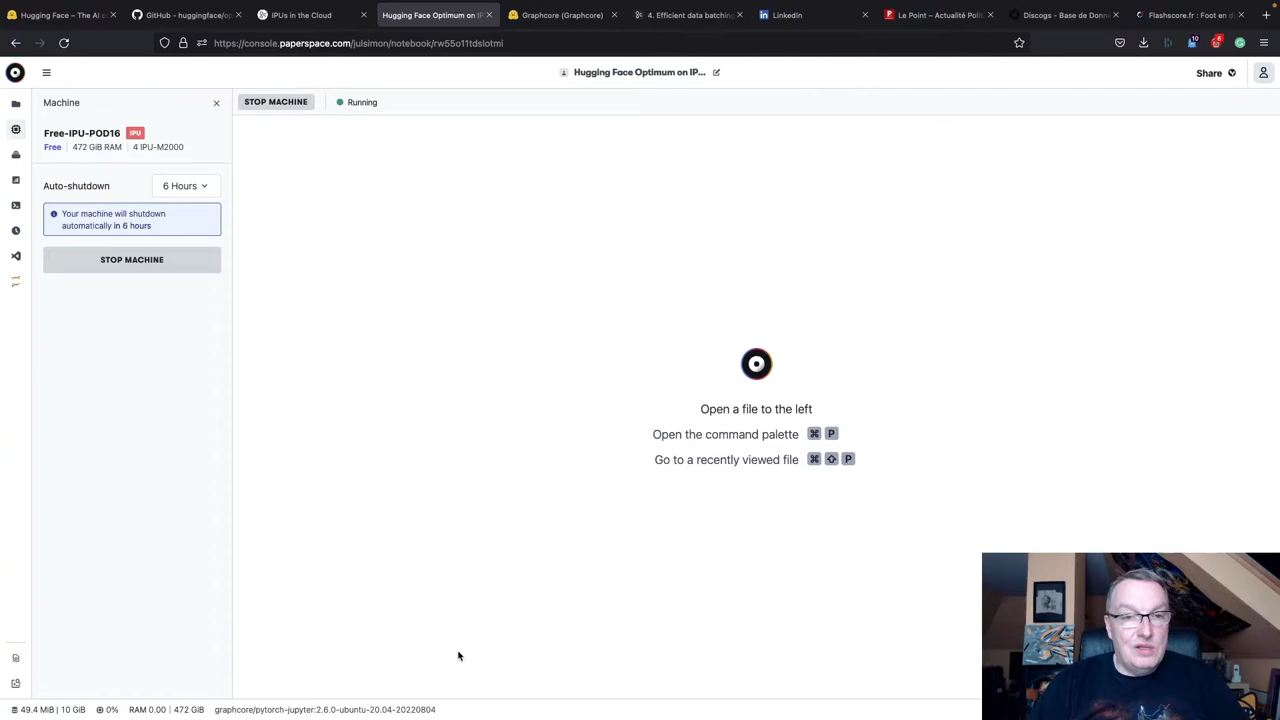 Hugging Face – The AI c
GitHub - huggingface/op
IPUs in the Cloud
Hugging Face Optimum on IP
Graphcore (Graphcore)
4. Efficient data batching
LinkedIn
Le Point – Actualité Poli
Discogs - Base de Donn
Flashscore.fr : Foot en d
https://console.paperspace.com/julsimon/notebook/rw55o11tdslotmi
10
6
Hugging Face Optimum on IP...
Share
Machine
STOP MACHINE
Running
Free-IPU-POD16 IPU
Free 472 GiB RAM 4 IPU-M2000
Auto-shutdown 6 Hours
Your machine will shutdown
automatically in 6 hours
STOP MACHINE
Open a file to the left
Open the command palette ⌘ P
Go to a recently viewed file ⌘ ⇧ P
49.4 MiB | 10 GiB 0% RAM 0.00 | 472 GiB graphcore/pytorch-jupyter:2.6.0-ubuntu-20.04-20220804